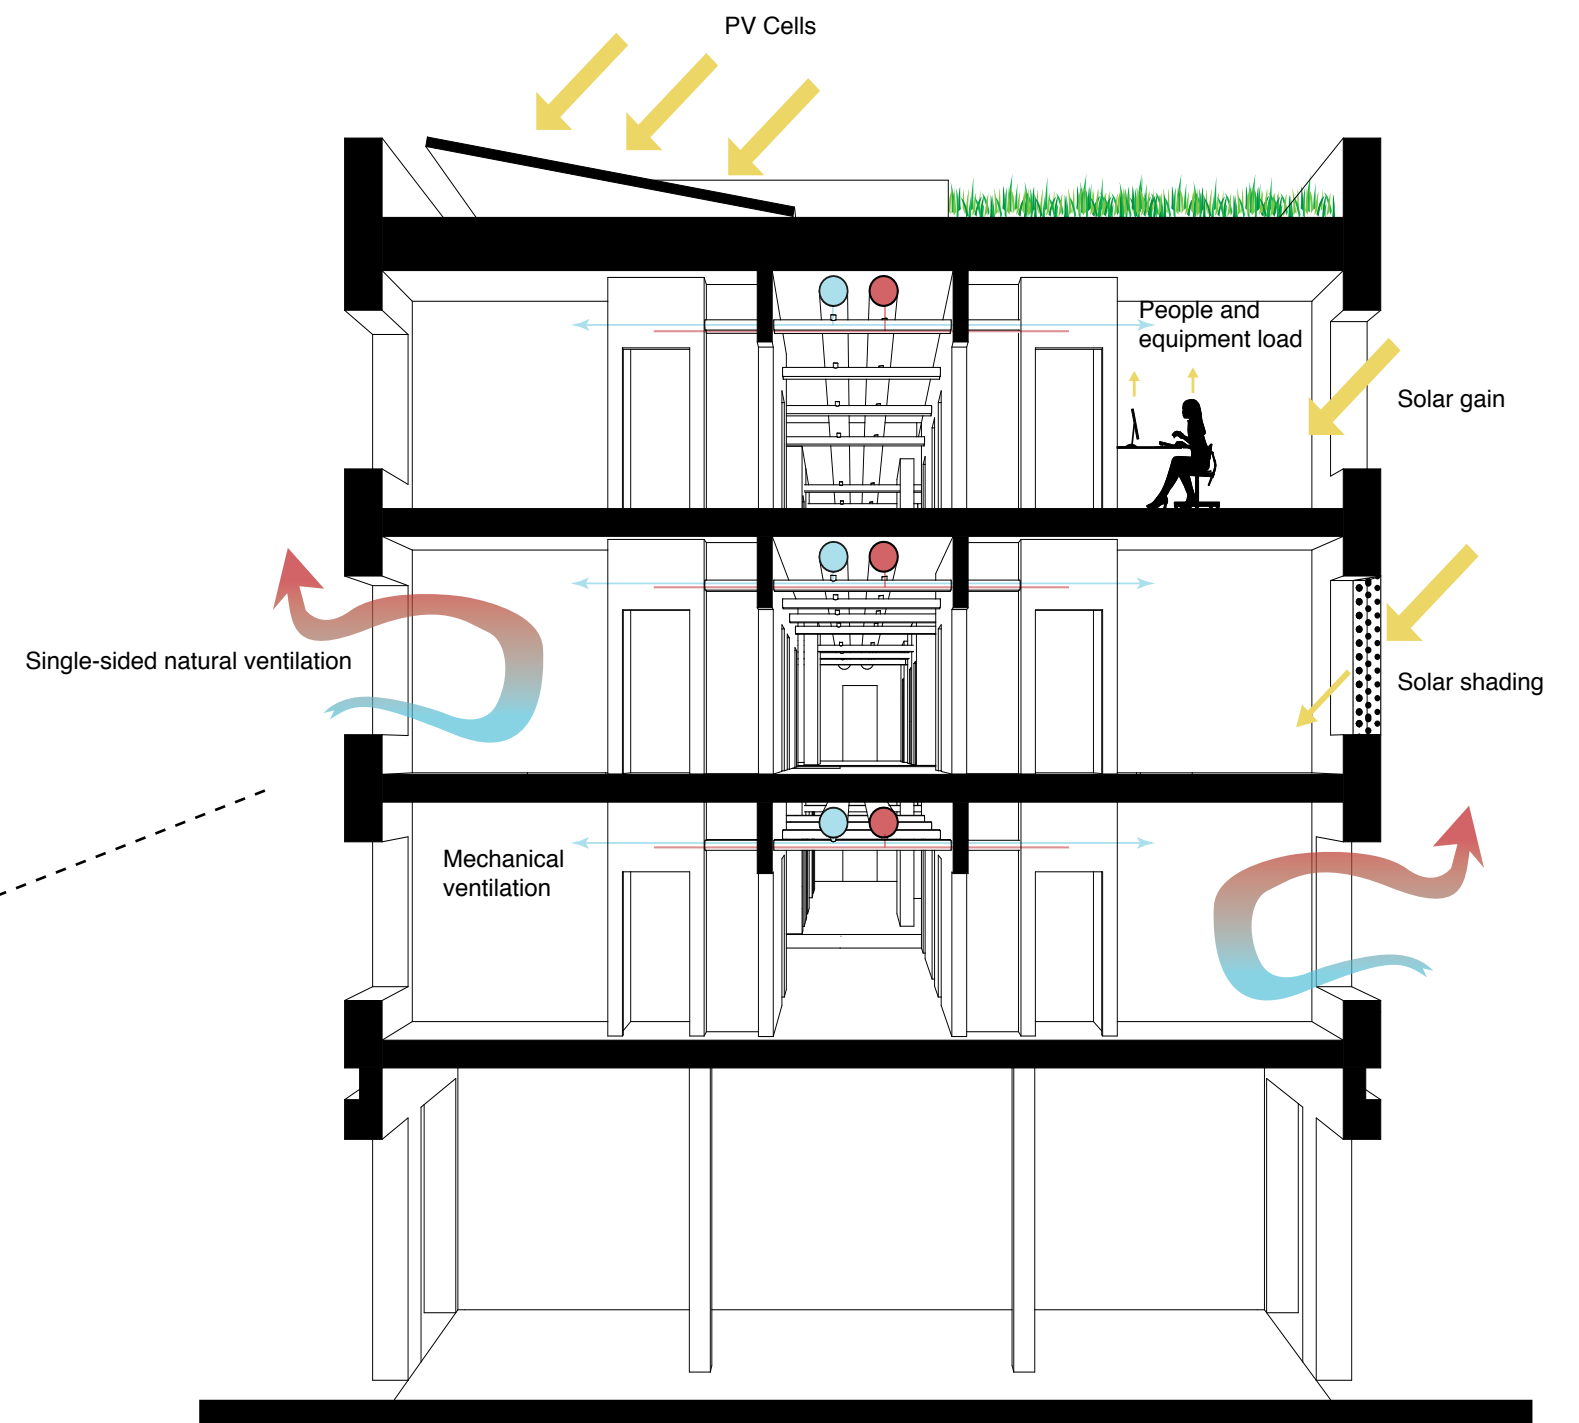 PV Cells
People and
equipment load
Solar gain
Single-sided natural ventilation
Solar shading
Mechanical
ventilation